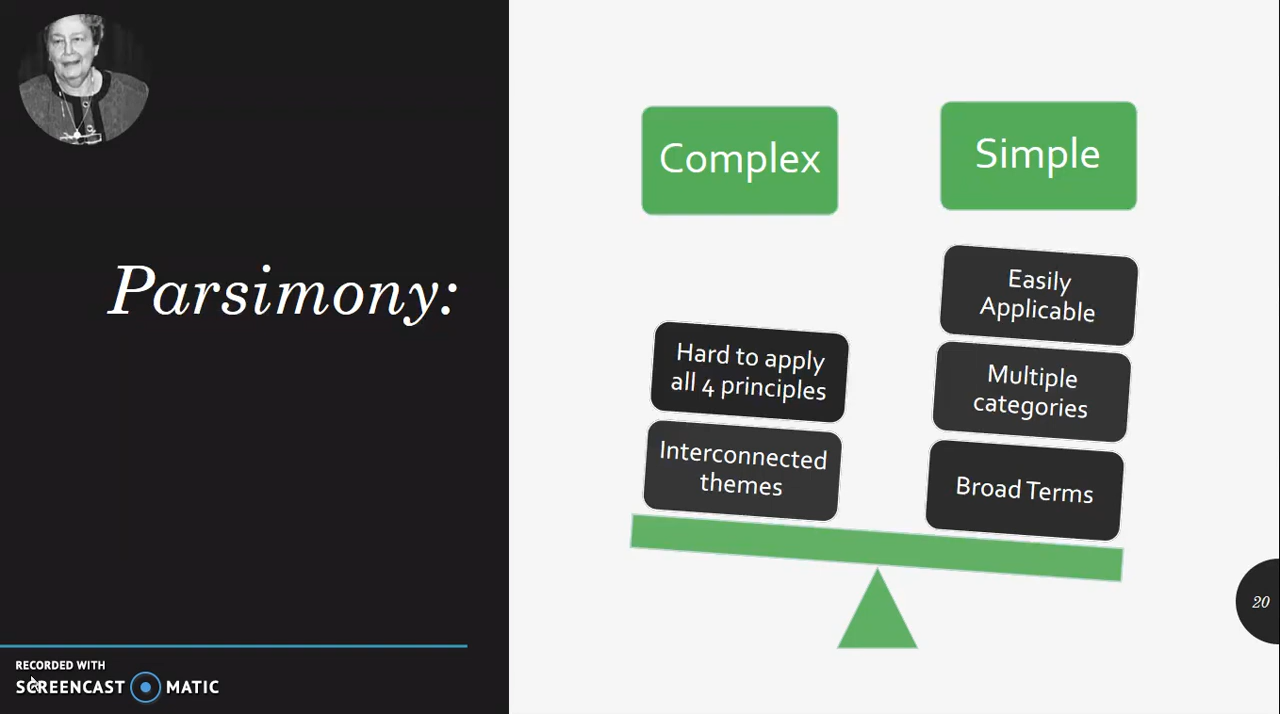 Parsimony:
RECORDED WITH
SCREENCAST MATIC
Complex
Hard to apply
all 4 principles
Interconnected
themes
Simple
Easily
Applicable
Multiple
categories
Broad Terms
20